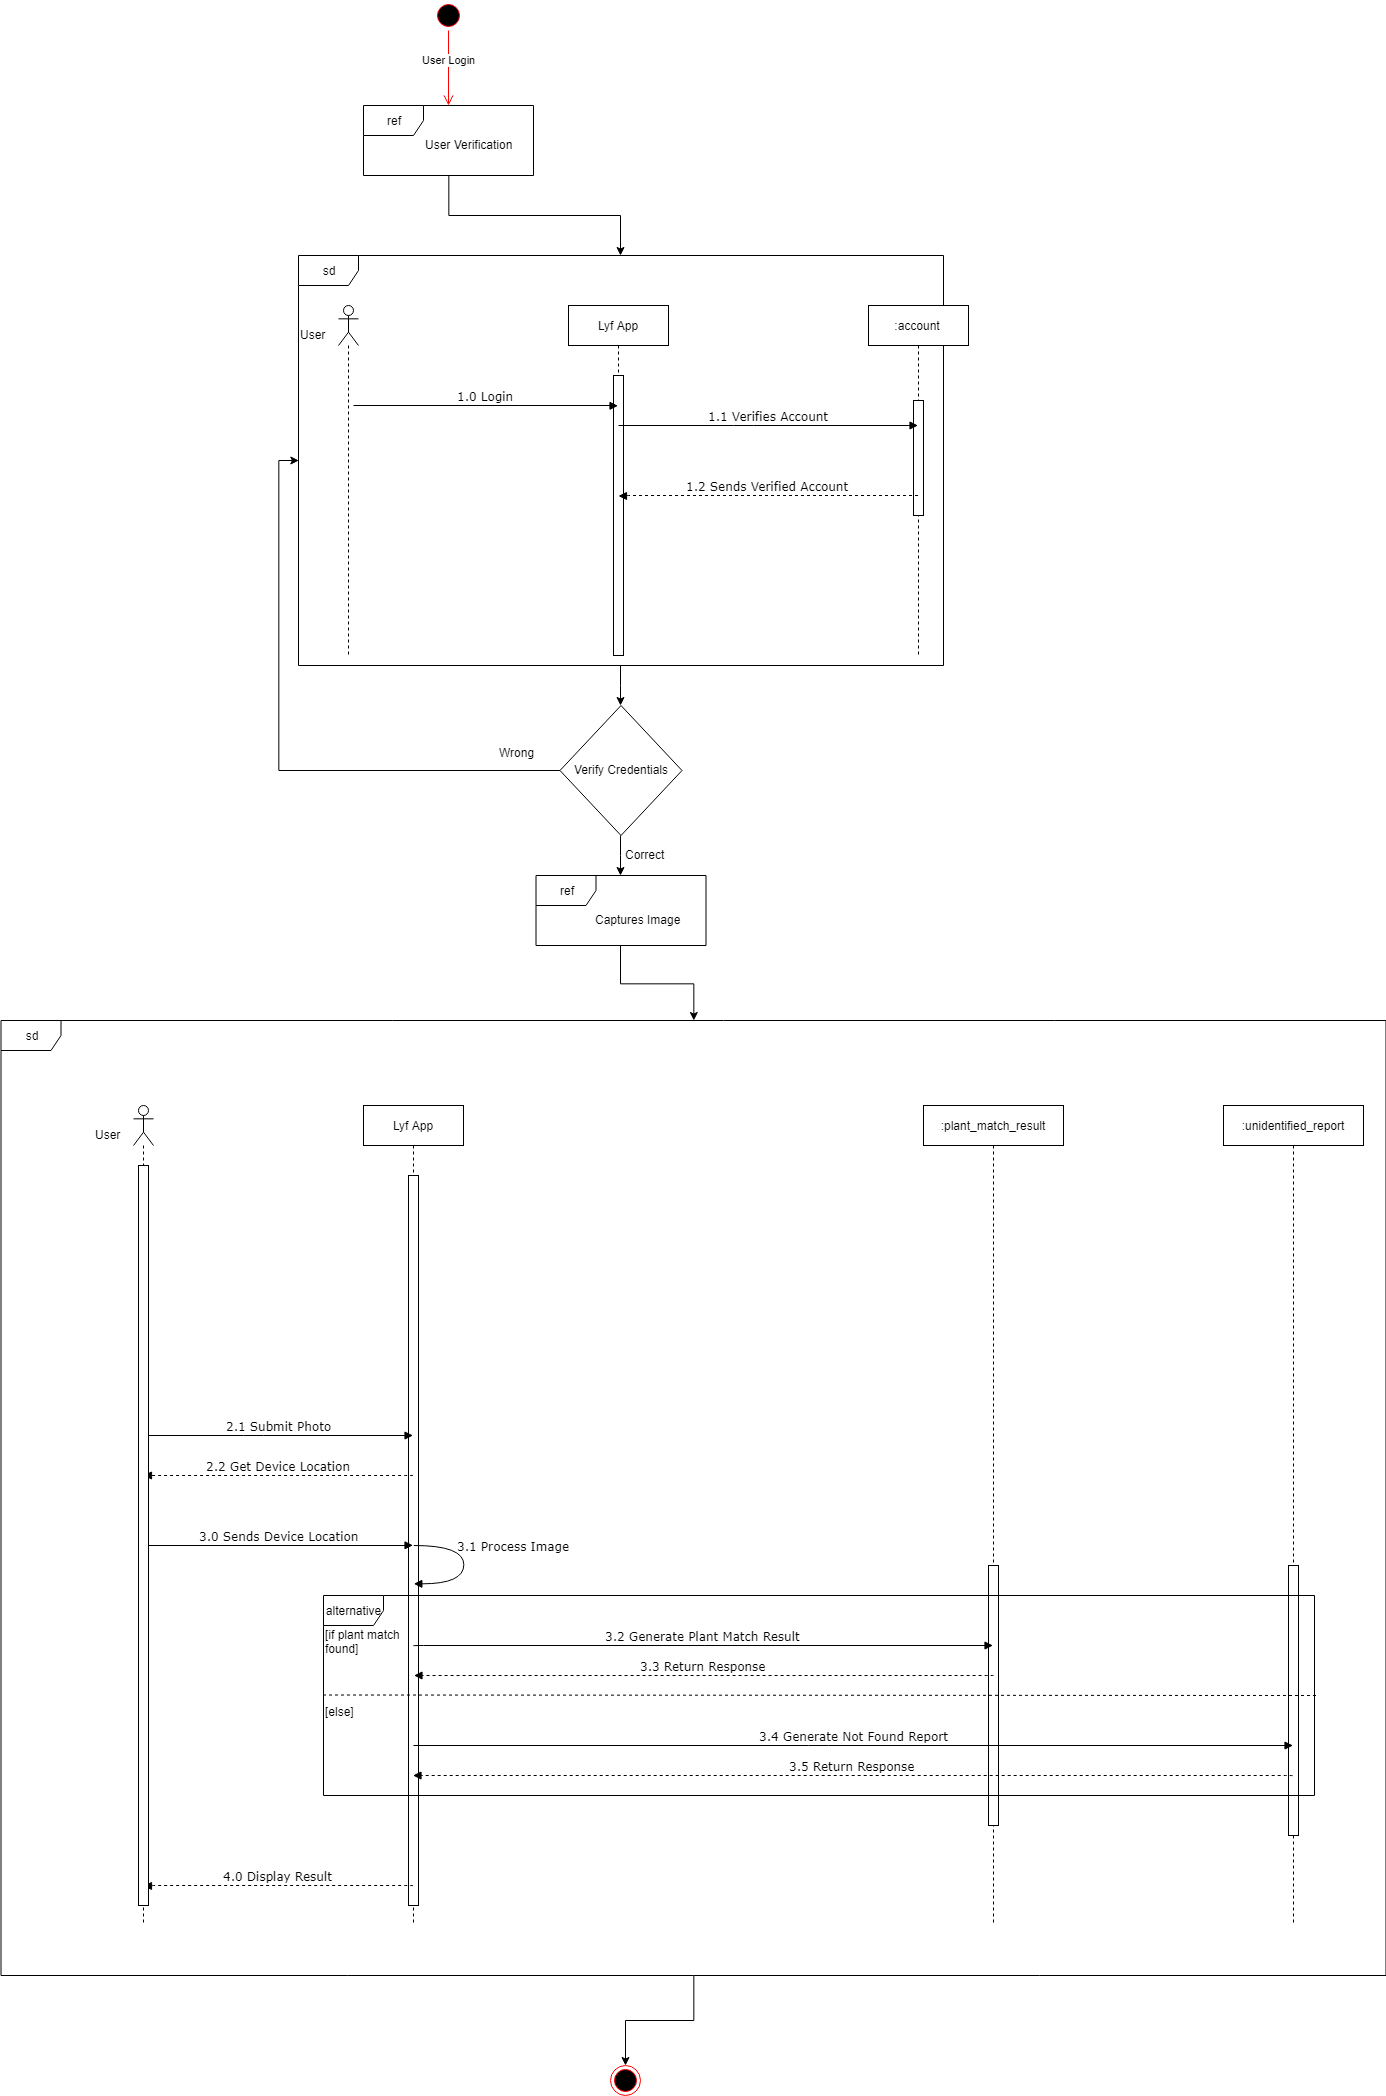 User Login
ref
User Verification
sd
User
Lyf App
:account
1.0 Login
1.1 Verifies Account
1.2 Sends Verified Account
Wrong
Verify Credentials
Correct
ref
Captures Image
sd
User
Lyf App
:plant_match_result
:unidentified_report
2.1 Submit Photo
2.2 Get Device Location
3.0 Sends Device Location
3.1 Process Image
alternative
[if plant match
found]
3.2 Generate Plant Match Result
3.3 Return Response
[else]
3.4 Generate Not Found Report
3.5 Return Response
4.0 Display Result